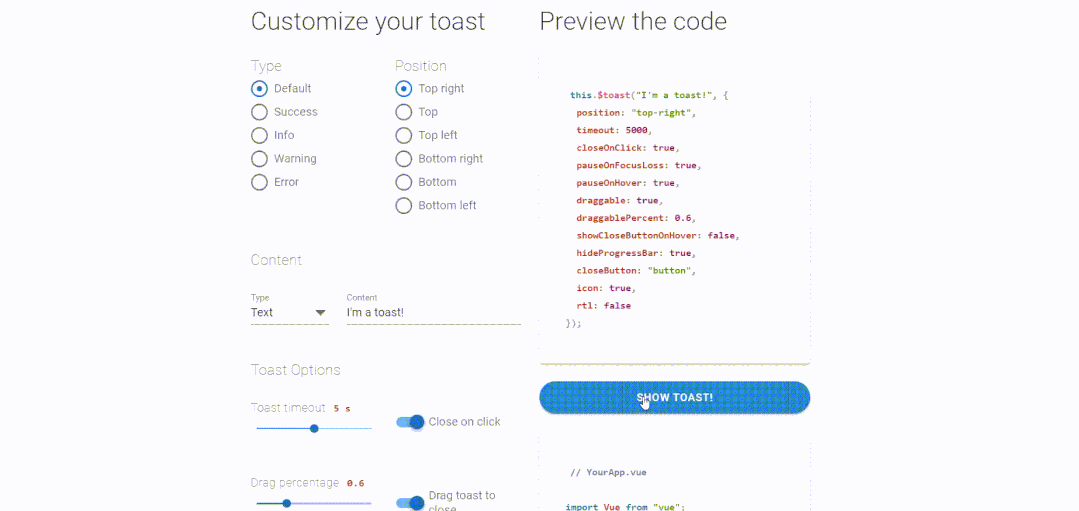 Customize your toast
Type
Default
Success
Info
Warning
Error
Position
Top right
Top
Top left
Bottom right
Bottom
Bottom left
Content
Type
Text
Content
I'm a toast!
Toast Options
Toast timeout 5 s
Close on click
Drag percentage 0.6
Drag toast to
close
Preview the code
this.$toast("I'm a toast!", {
position: "top-right",
timeout: 5000,
closeOnClick: true,
pauseOnFocusLoss: true,
pauseOnHover: true,
draggable: true,
draggablePercent: 0.6,
showCloseButtonOnHover: false,
hideProgressBar: true,
closeButton: "button",
icon: true,
rtl: false
});
SHOW TOAST!
// YourApp.vue
import Vue from "vue";